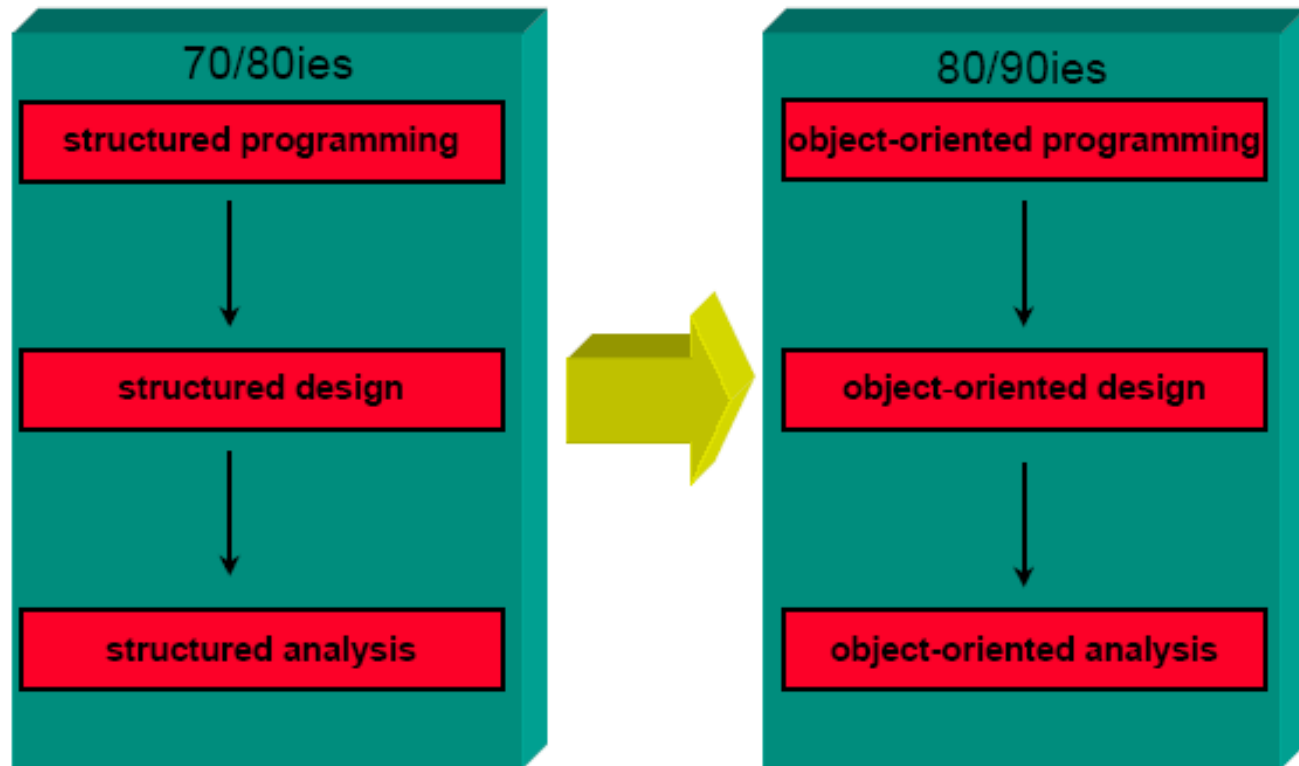 70/80ies
structured programming
structured design
structured analysis
80/90ies
object-oriented programming
object-oriented design
object-oriented analysis